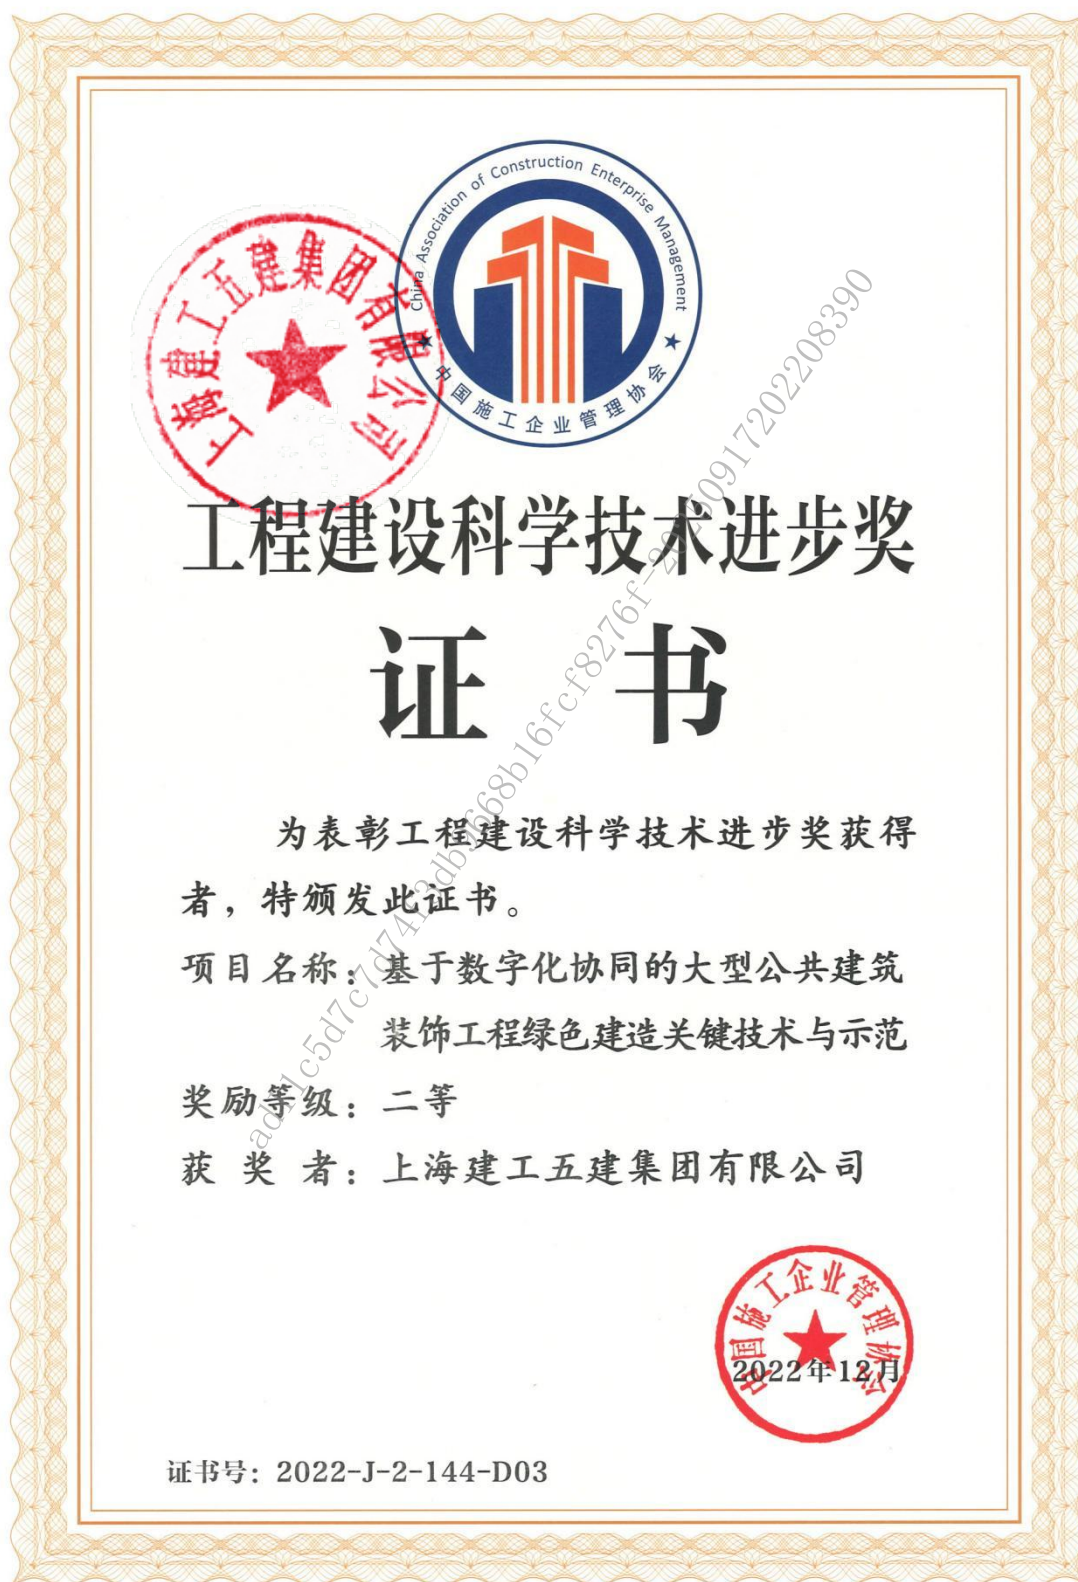 China Association of Construction Enterprise Management
中国施工企业管理协会
上海建工五建集团有限公司
工程建设科学技术进步奖
证书
为表彰工程建设科学技术进步奖获得
者，特颁发此证书。
项目名称：基于数字化协同的大型公共建筑
装饰工程绿色建造关键技术与示范
奖励等级：二等
获奖者：上海建工五建集团有限公司
中国施工企业管理协会
2022年12月
证书号：2022-J-2-144-D03